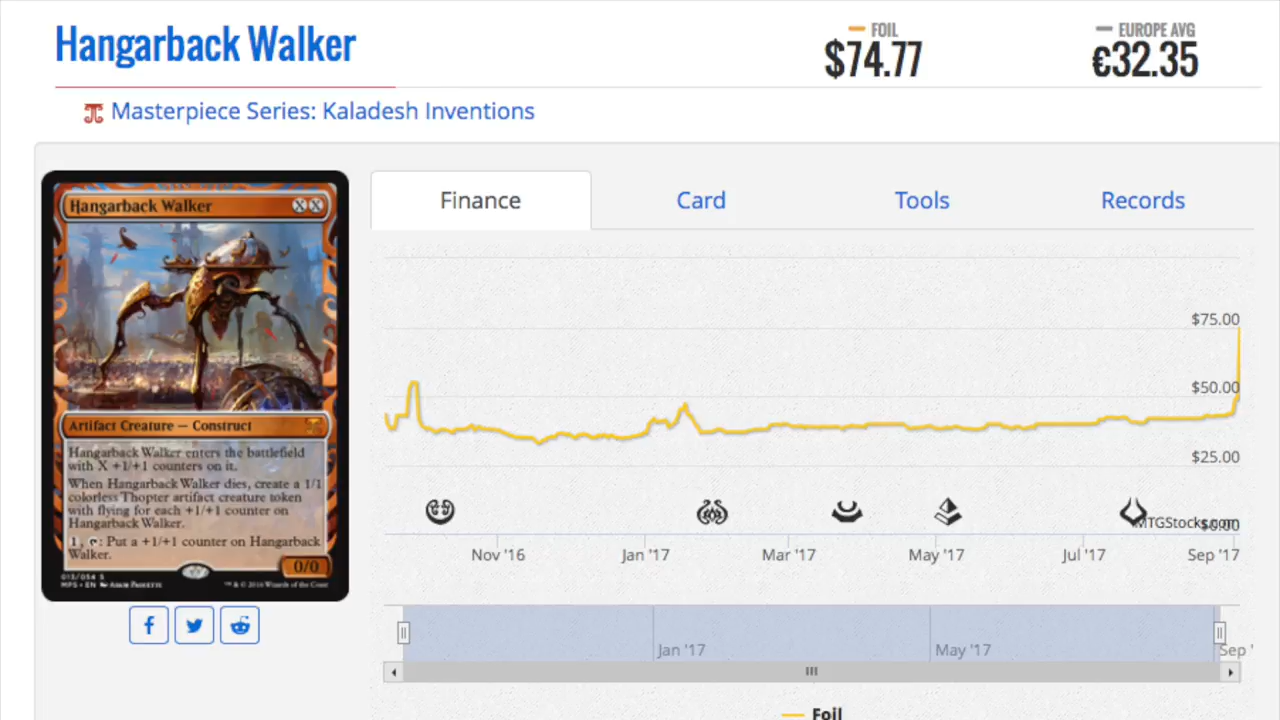 Hangarback Walker
FOIL
$74.77
EUROPE AVG
€32.35
Masterpiece Series: Kaladesh Inventions
Hangarback Walker XX
Artifact Creature — Construct
Hangarback Walker enters the battlefield
with X +1/+1 counters on it.
When Hangarback Walker dies, create a 1/1
colorless Thopter artifact creature token
with flying for each +1/+1 counter on
Hangarback Walker.
1, : Put a +1/+1 counter on Hangarback
Walker.
0/0
Finance
Card
Tools
Records
$75.00
$50.00
$25.00
$0.00
MTGStocks.com
Nov '16
Jan '17
Mar '17
May '17
Jul '17
Sep '17
Jan '17
May '17
Sep '
Foil